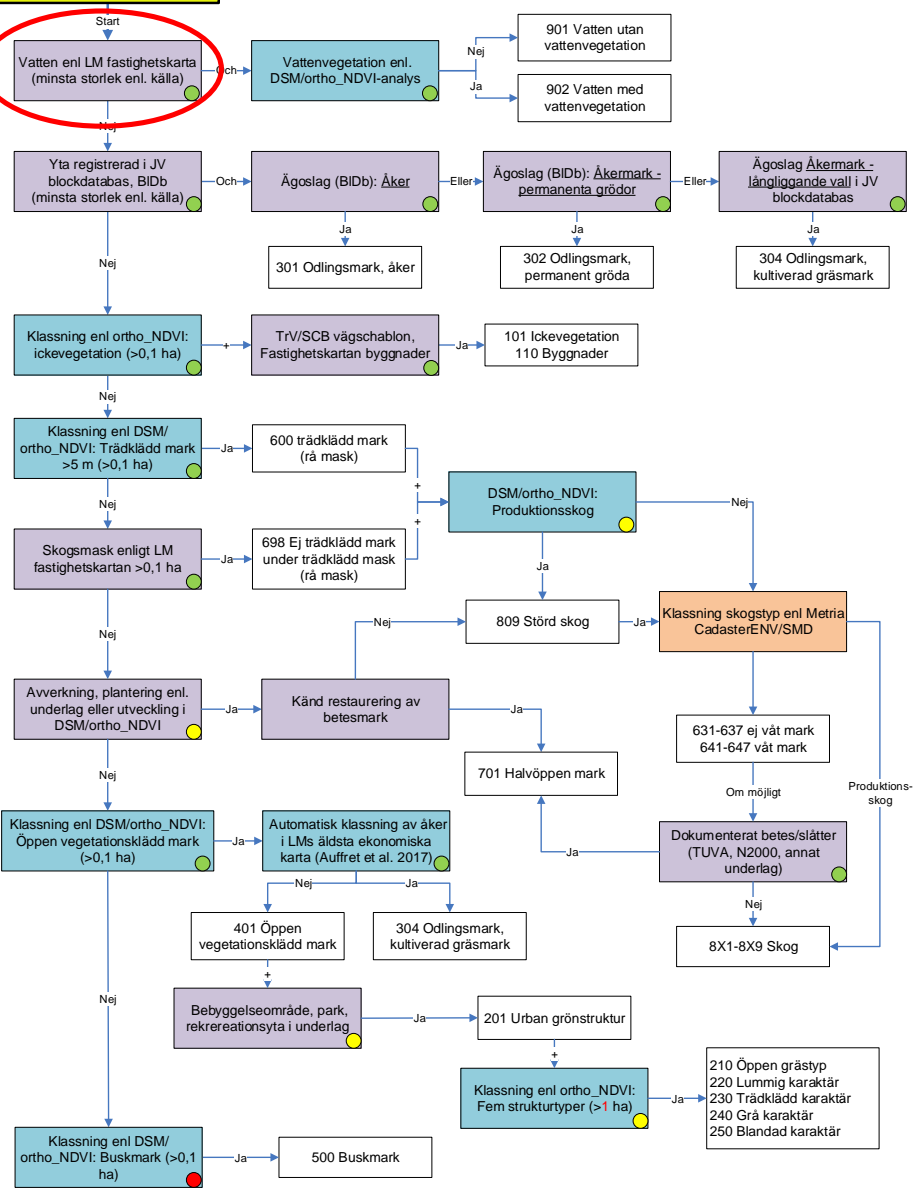 Start
Vatten enl LM fastighetskarta
(minsta storlek enl. källa)
Och
Vattenvegetation enl.
DSM/ortho_NDVI-analys
Nej
901 Vatten utan
vattenvegetation
Ja
902 Vatten med
vattenvegetation
Nej
Yta registrerad i JV
blockdatabas, BIDb
(minsta storlek enl. källa)
Och
Ägoslag (BIDb): Åker
Eller
Ägoslag (BIDb): Åkermark -
permanenta grödor
Eller
Ägoslag Åkermark -
långliggande vall i JV
blockdatabas
Ja
Ja
Ja
301 Odlingsmark, åker
302 Odlingsmark,
permanent gröda
304 Odlingsmark,
kultiverad gräsmark
Nej
Klassning enl ortho_NDVI:
ickevegetation (>0,1 ha)
+
TrV/SCB vägschablon,
Fastighetskartan byggnader
Ja
101 Ickevegetation
110 Byggnader
Nej
Klassning enl DSM/
ortho_NDVI: Trädklädd mark
>5 m (>0,1 ha)
Ja
600 trädklädd mark
(rå mask)
+
DSM/ortho_NDVI:
Produktionsskog
Nej
Nej
+
Skogsmask enligt LM
fastighetskartan >0,1 ha
Ja
698 Ej trädklädd mark
under trädklädd mask
(rå mask)
Ja
Nej
Nej
809 Störd skog
Ja
Klassning skogstyp enl Metria
CadasterENV/SMD
Avverkning, plantering enl.
underlag eller utveckling i
DSM/ortho_NDVI
Ja
Känd restaurering av
betesmark
Ja
631-637 ej våt mark
641-647 våt mark
Nej
701 Halvöppen mark
Om möjligt
Produktions-
skog
Klassning enl DSM/ortho_NDVI:
Öppen vegetationsklädd mark
(>0,1 ha)
Ja
Automatisk klassning av åker
i LMs äldsta ekonomiska
karta (Auffret et al. 2017)
Ja
Dokumenterat betes/slåtter
(TUVA, N2000, annat
underlag)
Nej
Ja
Nej
401 Öppen
vegetationsklädd mark
304 Odlingsmark,
kultiverad gräsmark
8X1-8X9 Skog
+
Nej
Bebyggelseområde, park,
rekrereationsyta i underlag
Ja
201 Urban grönstruktur
+
Klassning enl ortho_NDVI:
Fem strukturtyper (>1 ha)
Ja
210 Öppen grästyp
220 Lummig karaktär
230 Trädklädd karaktär
240 Grå karaktär
250 Blandad karaktär
Klassning enl DSM/
ortho_NDVI: Buskmark (>0,1
ha)
Ja
500 Buskmark